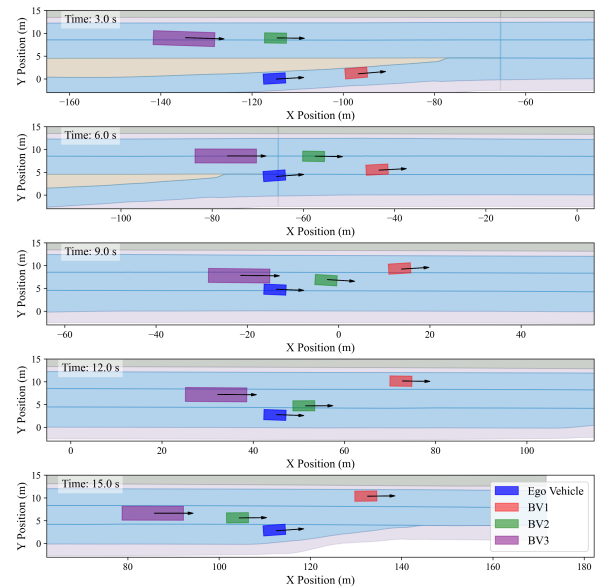 Time: 3.0 s
Y Position (m)
15
10
5
0
−160
−140
−120
−100
−80
−60
X Position (m)
Time: 6.0 s
Y Position (m)
15
10
5
0
−100
−80
−60
−40
−20
0
X Position (m)
Time: 9.0 s
Y Position (m)
15
10
5
0
−60
−40
−20
0
20
40
X Position (m)
Time: 12.0 s
Y Position (m)
15
10
5
0
0
20
40
60
80
100
X Position (m)
Time: 15.0 s
Y Position (m)
15
10
5
0
80
100
120
140
160
180
X Position (m)
Ego Vehicle
BV1
BV2
BV3